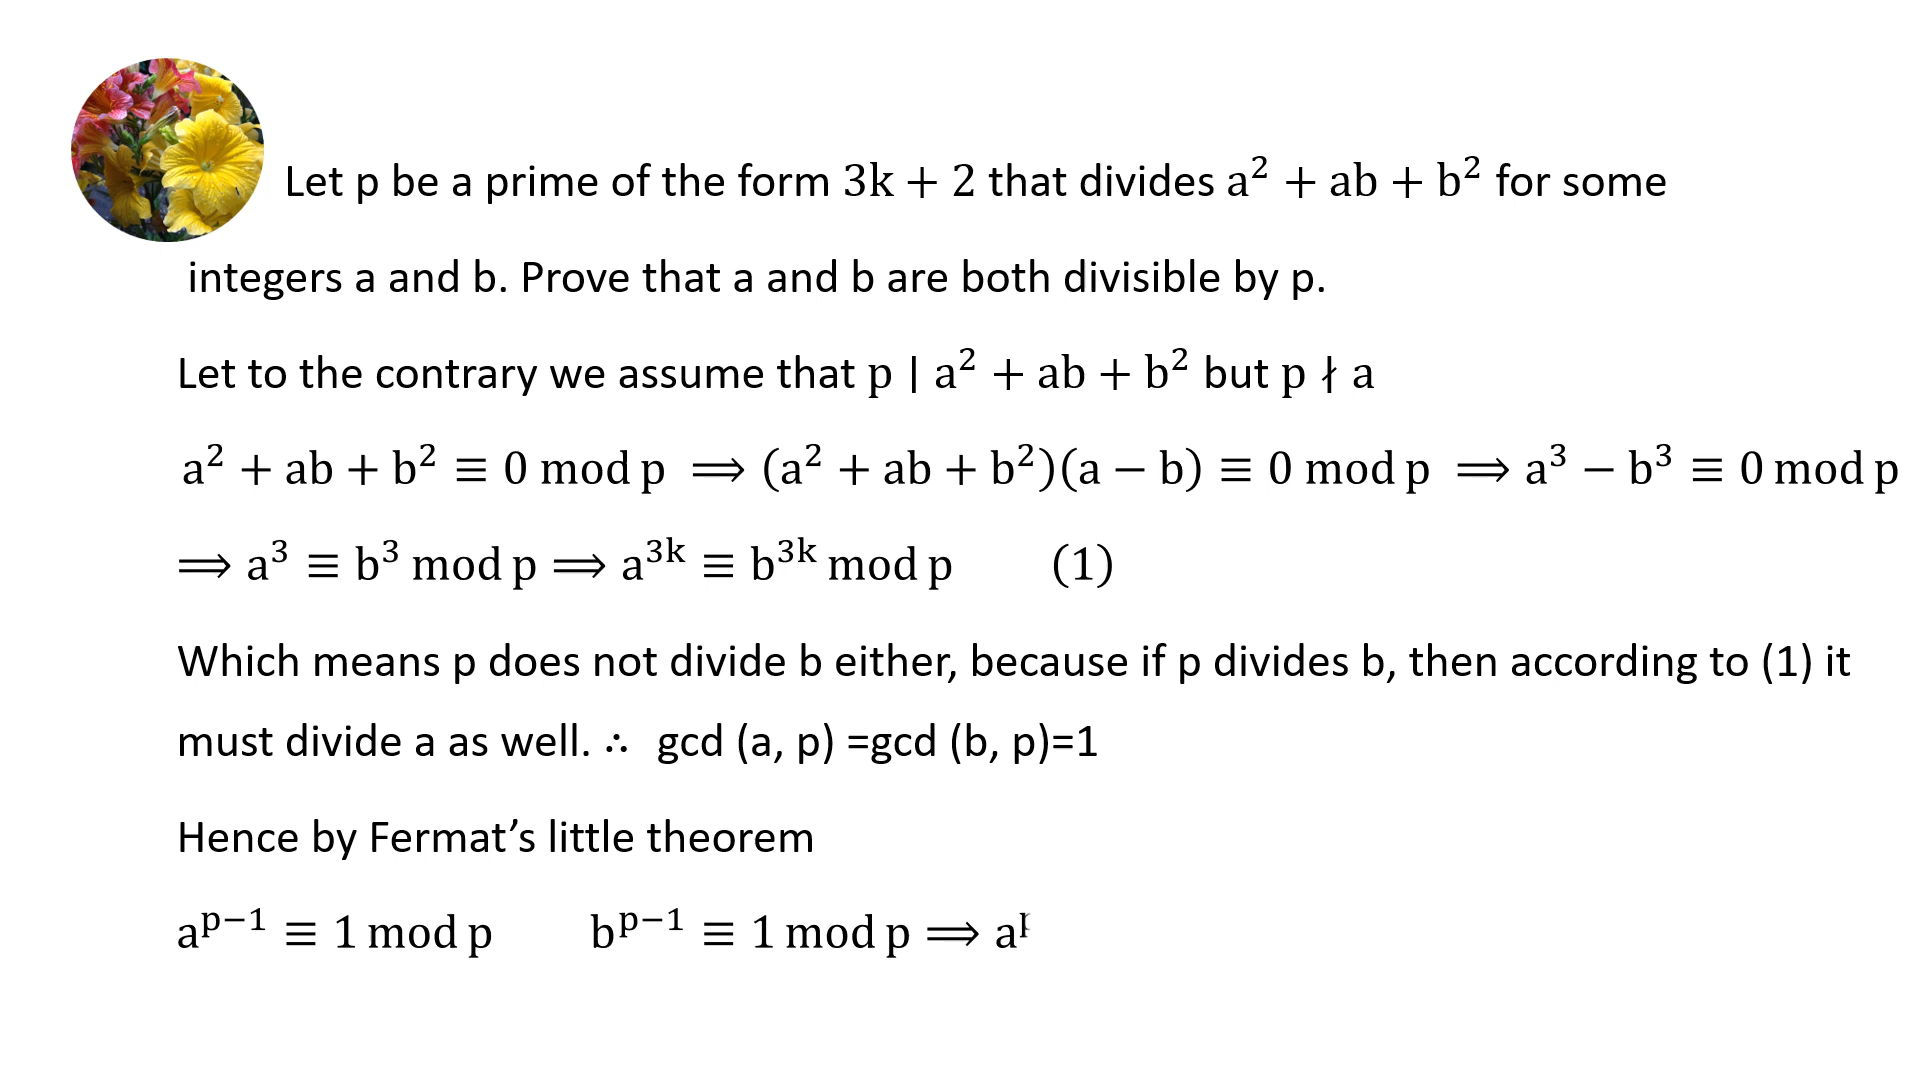 Let p be a prime of the form 3k + 2 that divides a² + ab + b² for some
integers a and b. Prove that a and b are both divisible by p.
Let to the contrary we assume that p ∣ a² + ab + b² but p ∤ a
a² + ab + b² ≡ 0 mod p ⟹ (a² + ab + b²)(a − b) ≡ 0 mod p ⟹ a³ − b³ ≡ 0 mod p
⟹ a³ ≡ b³ mod p ⟹ a³ᵏ ≡ b³ᵏ mod p (1)
Which means p does not divide b either, because if p divides b, then according to (1) it
must divide a as well. ∴ gcd (a, p) =gcd (b, p)=1
Hence by Fermat’s little theorem
aᵖ⁻¹ ≡ 1 mod p bᵖ⁻¹ ≡ 1 mod p ⟹ a